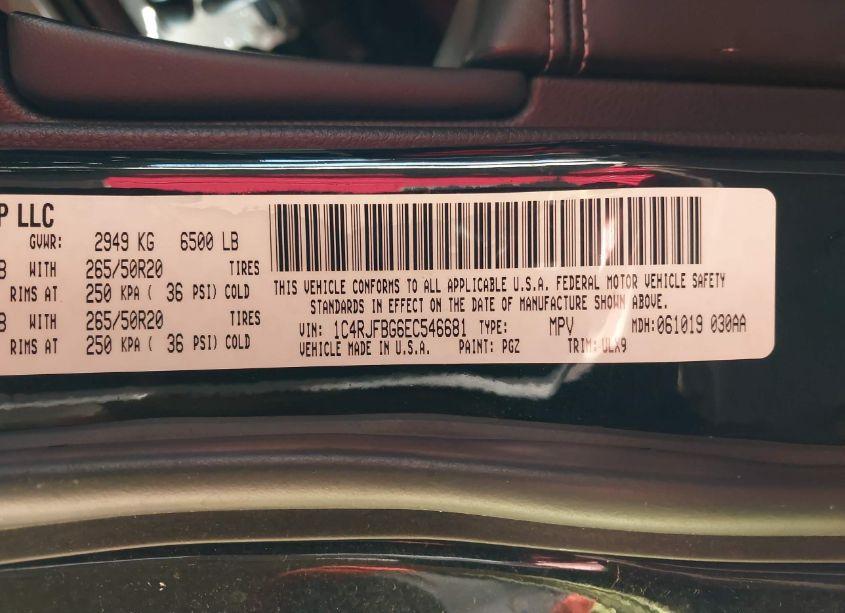 P LLC
GVWR: 2949 KG 6500 LB
B WITH 265/50R20 TIRES
RIMS AT 250 KPA ( 36 PSI) COLD
B WITH 265/50R20 TIRES
RIMS AT 250 KPA ( 36 PSI) COLD
THIS VEHICLE CONFORMS TO ALL APPLICABLE U.S.A. FEDERAL MOTOR VEHICLE SAFETY
STANDARDS IN EFFECT ON THE DATE OF MANUFACTURE SHOWN ABOVE.
VIN: 1C4RJFBG6EC546681 TYPE: MPV MDH:061019 030AA
VEHICLE MADE IN U.S.A. PAINT: PGZ TRIM:ULX9